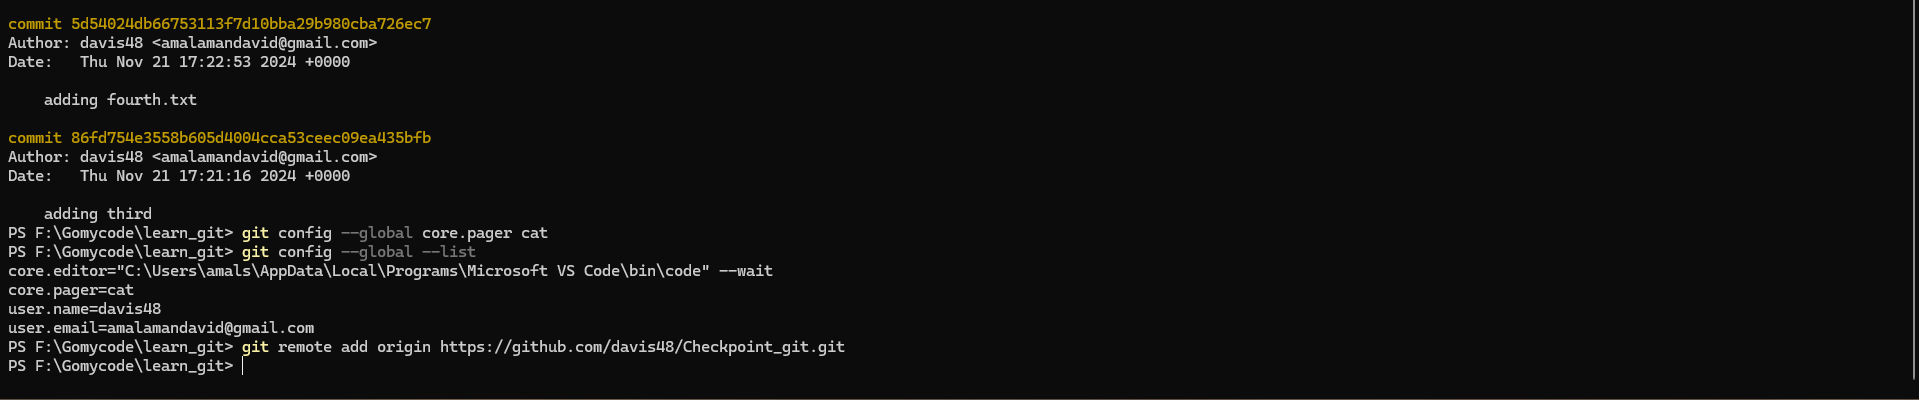 commit 5d54024db66753113f7d10bba29b980cba726ec7
Author: davis48 <amalamandavid@gmail.com>
Date:   Thu Nov 21 17:22:53 2024 +0000
    adding fourth.txt
commit 86fd754e3558b605d4004cca53ceec09ea435bfb
Author: davis48 <amalamandavid@gmail.com>
Date:   Thu Nov 21 17:21:16 2024 +0000
    adding third
PS F:\Gomycode\learn_git> git config --global core.pager cat
PS F:\Gomycode\learn_git> git config --global --list
core.editor="C:\Users\amals\AppData\Local\Programs\Microsoft VS Code\bin\code" --wait
core.pager=cat
user.name=davis48
user.email=amalamandavid@gmail.com
PS F:\Gomycode\learn_git> git remote add origin https://github.com/davis48/Checkpoint_git.git
PS F:\Gomycode\learn_git>